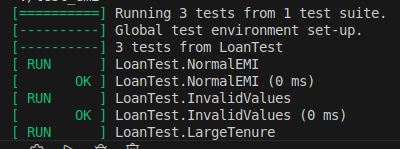 [==========] Running 3 tests from 1 test suite.
[----------] Global test environment set-up.
[----------] 3 tests from LoanTest
[ RUN      ] LoanTest.NormalEMI
[       OK ] LoanTest.NormalEMI (0 ms)
[ RUN      ] LoanTest.InvalidValues
[       OK ] LoanTest.InvalidValues (0 ms)
[ RUN      ] LoanTest.LargeTenure